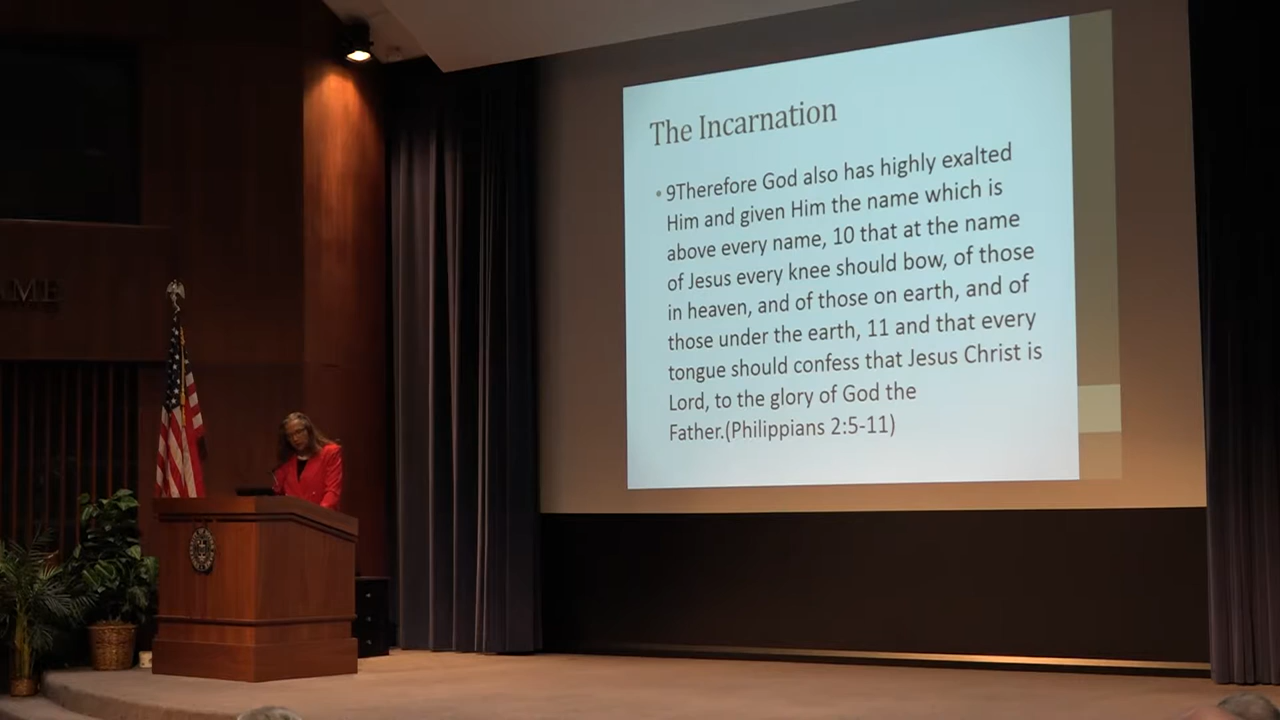 AME
The Incarnation
• 9Therefore God also has highly exalted
Him and given Him the name which is
above every name, 10 that at the name
of Jesus every knee should bow, of those
in heaven, and of those on earth, and of
those under the earth, 11 and that every
tongue should confess that Jesus Christ is
Lord, to the glory of God the
Father.(Philippians 2:5-11)